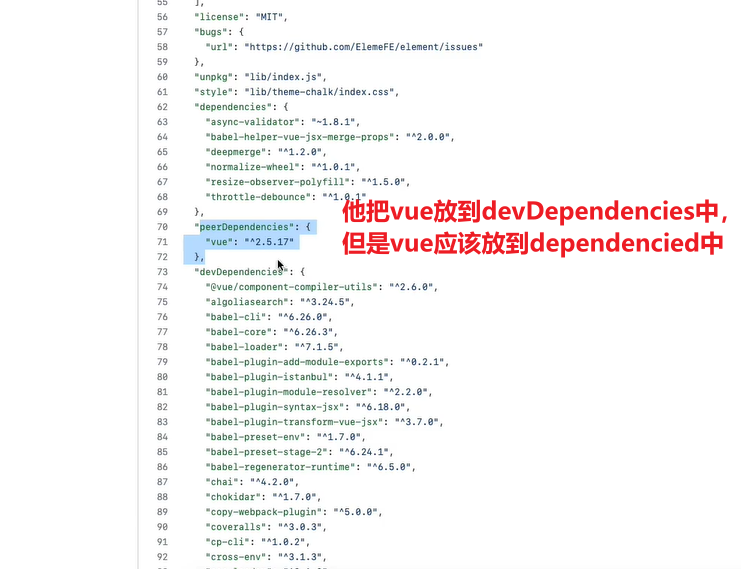 55 ],
56 "license": "MIT",
57 "bugs": {
58 "url": "https://github.com/ElemeFE/element/issues"
59 },
60 "unpkg": "lib/index.js",
61 "style": "lib/theme-chalk/index.css",
62 "dependencies": {
63 "async-validator": "~1.8.1",
64 "babel-helper-vue-jsx-merge-props": "^2.0.0",
65 "deepmerge": "^1.2.0",
66 "normalize-wheel": "^1.0.1",
67 "resize-observer-polyfill": "^1.5.0",
68 "throttle-debounce": "^1.0.1"
69 },
70 "peerDependencies": {
71 "vue": "^2.5.17"
72 },
73 "devDependencies": {
74 "@vue/component-compiler-utils": "^2.6.0",
75 "algoliasearch": "^3.24.5",
76 "babel-cli": "^6.26.0",
77 "babel-core": "^6.26.3",
78 "babel-loader": "^7.1.5",
79 "babel-plugin-add-module-exports": "^0.2.1",
80 "babel-plugin-istanbul": "^4.1.1",
81 "babel-plugin-module-resolver": "^2.2.0",
82 "babel-plugin-syntax-jsx": "^6.18.0",
83 "babel-plugin-transform-vue-jsx": "^3.7.0",
84 "babel-preset-env": "^1.7.0",
85 "babel-preset-stage-2": "^6.24.1",
86 "babel-regenerator-runtime": "^6.5.0",
87 "chai": "^4.2.0",
88 "chokidar": "^1.7.0",
89 "copy-webpack-plugin": "^5.0.0",
90 "coveralls": "^3.0.3",
91 "cp-cli": "^1.0.2",
92 "cross-env": "^3.1.3",
他把vue放到devDependencies中，
但是vue应该放到dependencied中